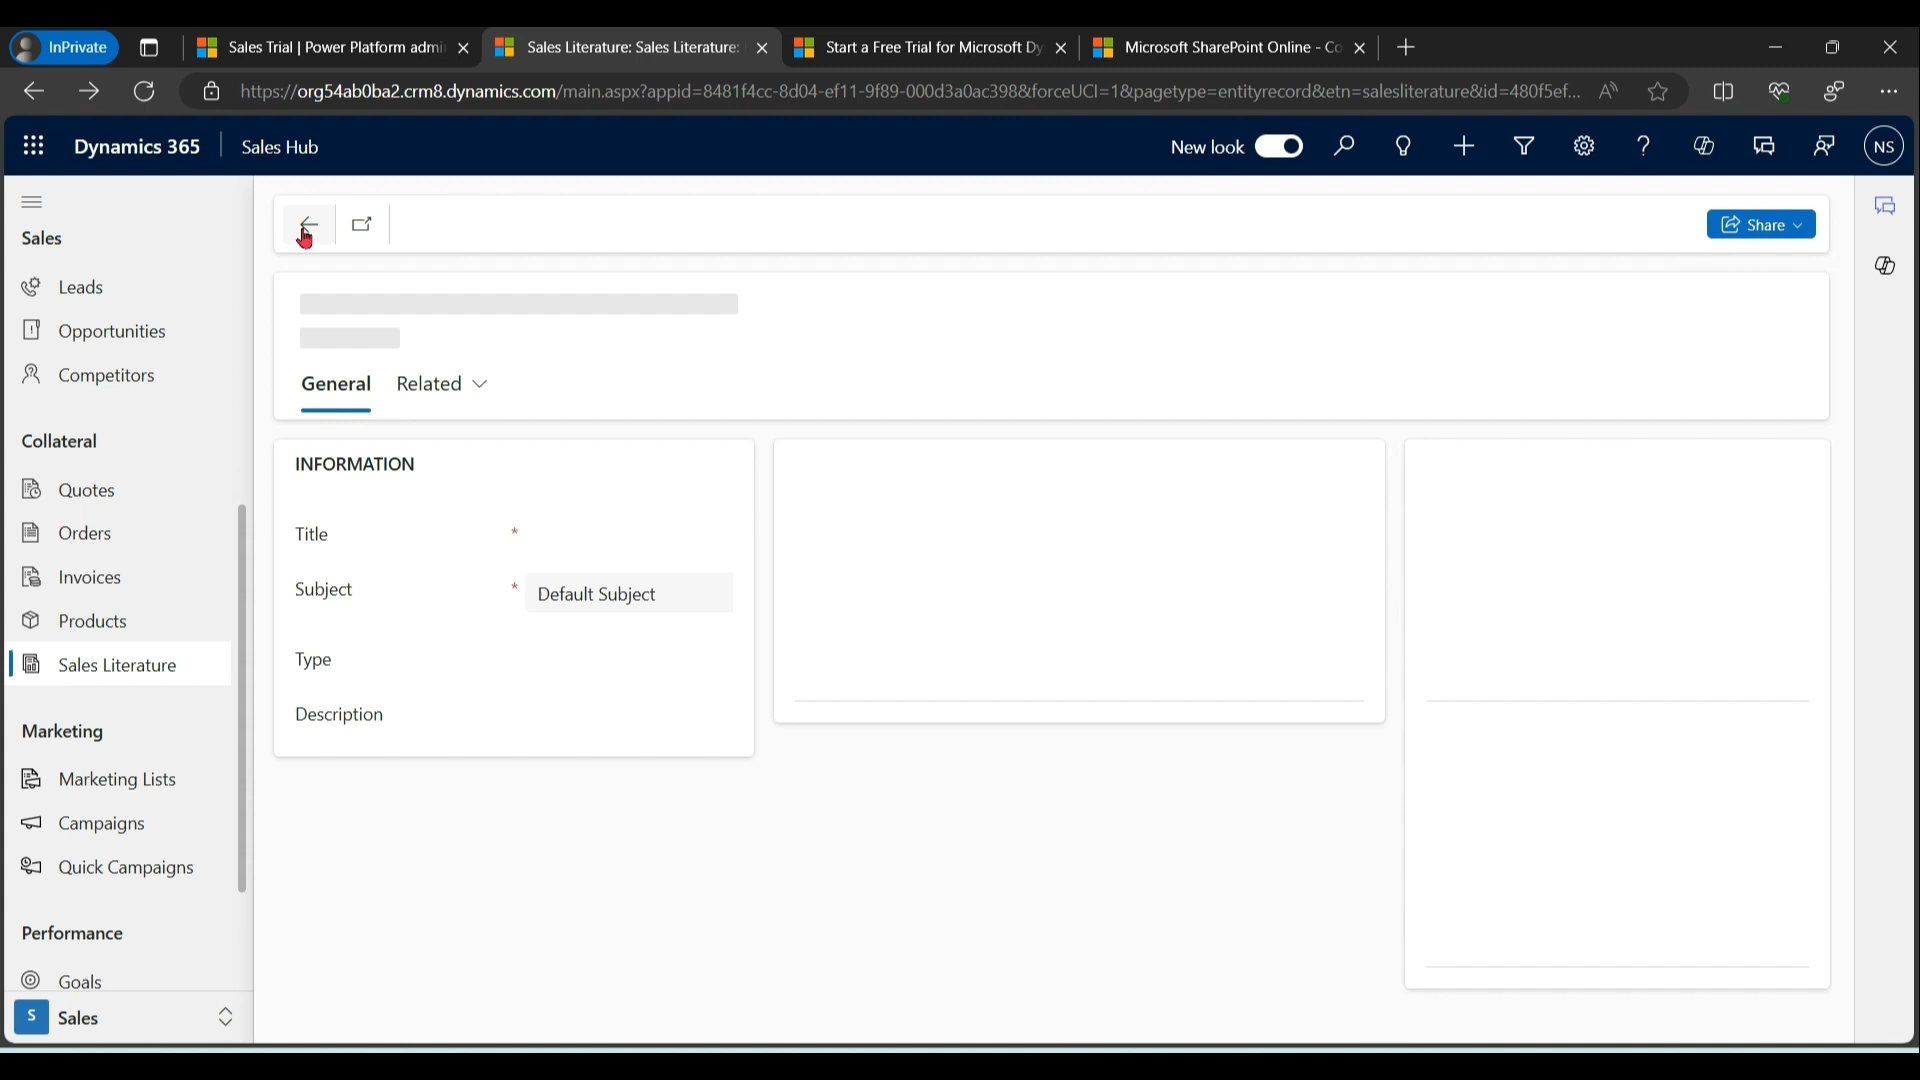 InPrivate
Sales Trial | Power Platform admi
Sales Literature: Sales Literature:
Start a Free Trial for Microsoft Dy
Microsoft SharePoint Online - Co
https://org54ab0ba2.crm8.dynamics.com/main.aspx?appid=8481f4cc-8d04-ef11-9f89-000d3a0ac398&forceUCI=1&pagetype=entityrecord&etn=salesliterature&id=480f5ef...
Dynamics 365
Sales Hub
New look
NS
Share
Sales
Leads
Opportunities
Competitors
Collateral
Quotes
Orders
Invoices
Products
Sales Literature
Marketing
Marketing Lists
Campaigns
Quick Campaigns
Performance
Goals
S Sales
General Related
INFORMATION
Title *
Subject * Default Subject
Type
Description